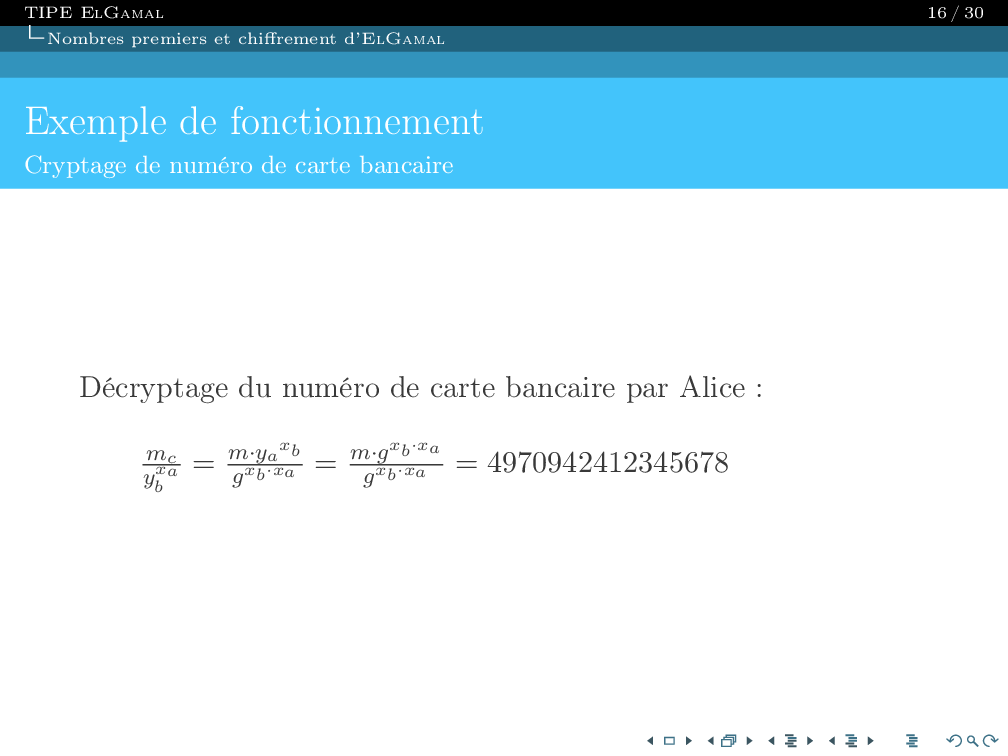 TIPE ElGamal 16 / 30
Nombres premiers et chiffrement d'ElGamal
Exemple de fonctionnement
Cryptage de numéro de carte bancaire
Décryptage du numéro de carte bancaire par Alice :
$\frac{m_c}{y_b^{x_a}} = \frac{m \cdot {y_a}^{x_b}}{g^{x_b \cdot x_a}} = \frac{m \cdot g^{x_b \cdot x_a}}{g^{x_b \cdot x_a}} = 4970942412345678$